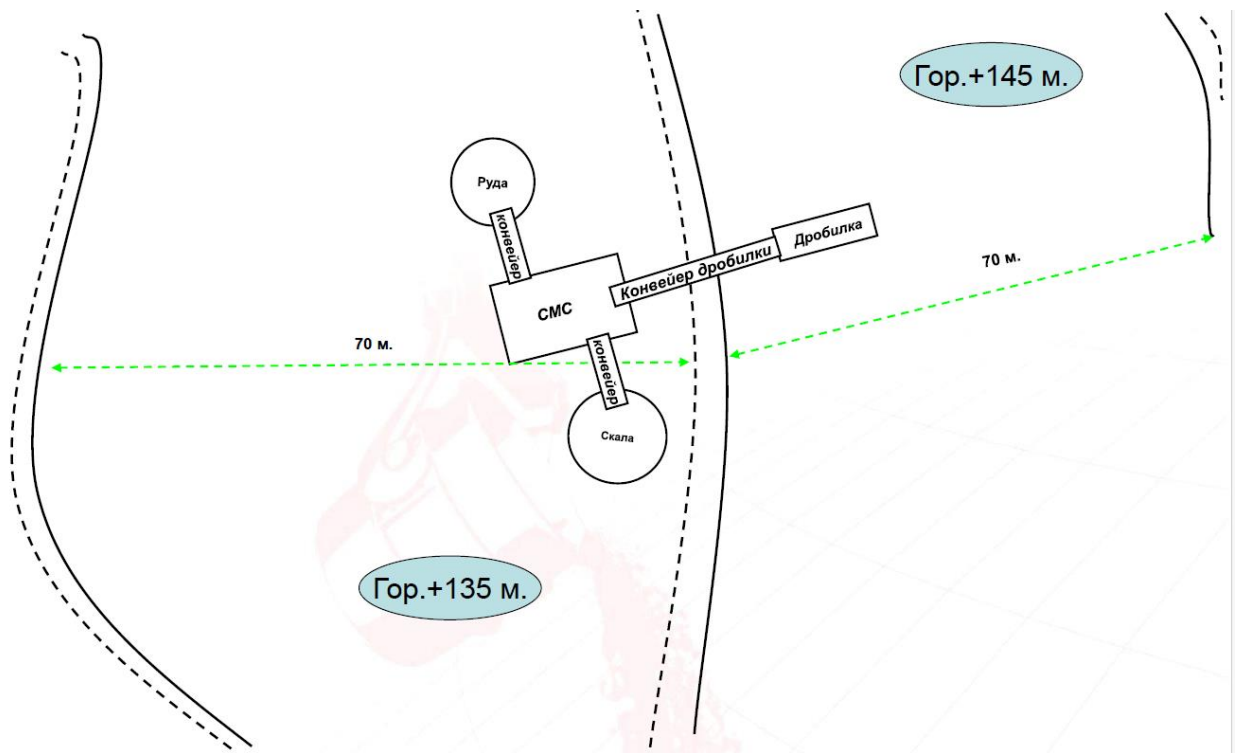 Гор.+145 м.
Руда
конвейер
Дробилка
Конвейер дробилки
70 м.
СМС
70 м.
конвейер
Скала
Гор.+135 м.